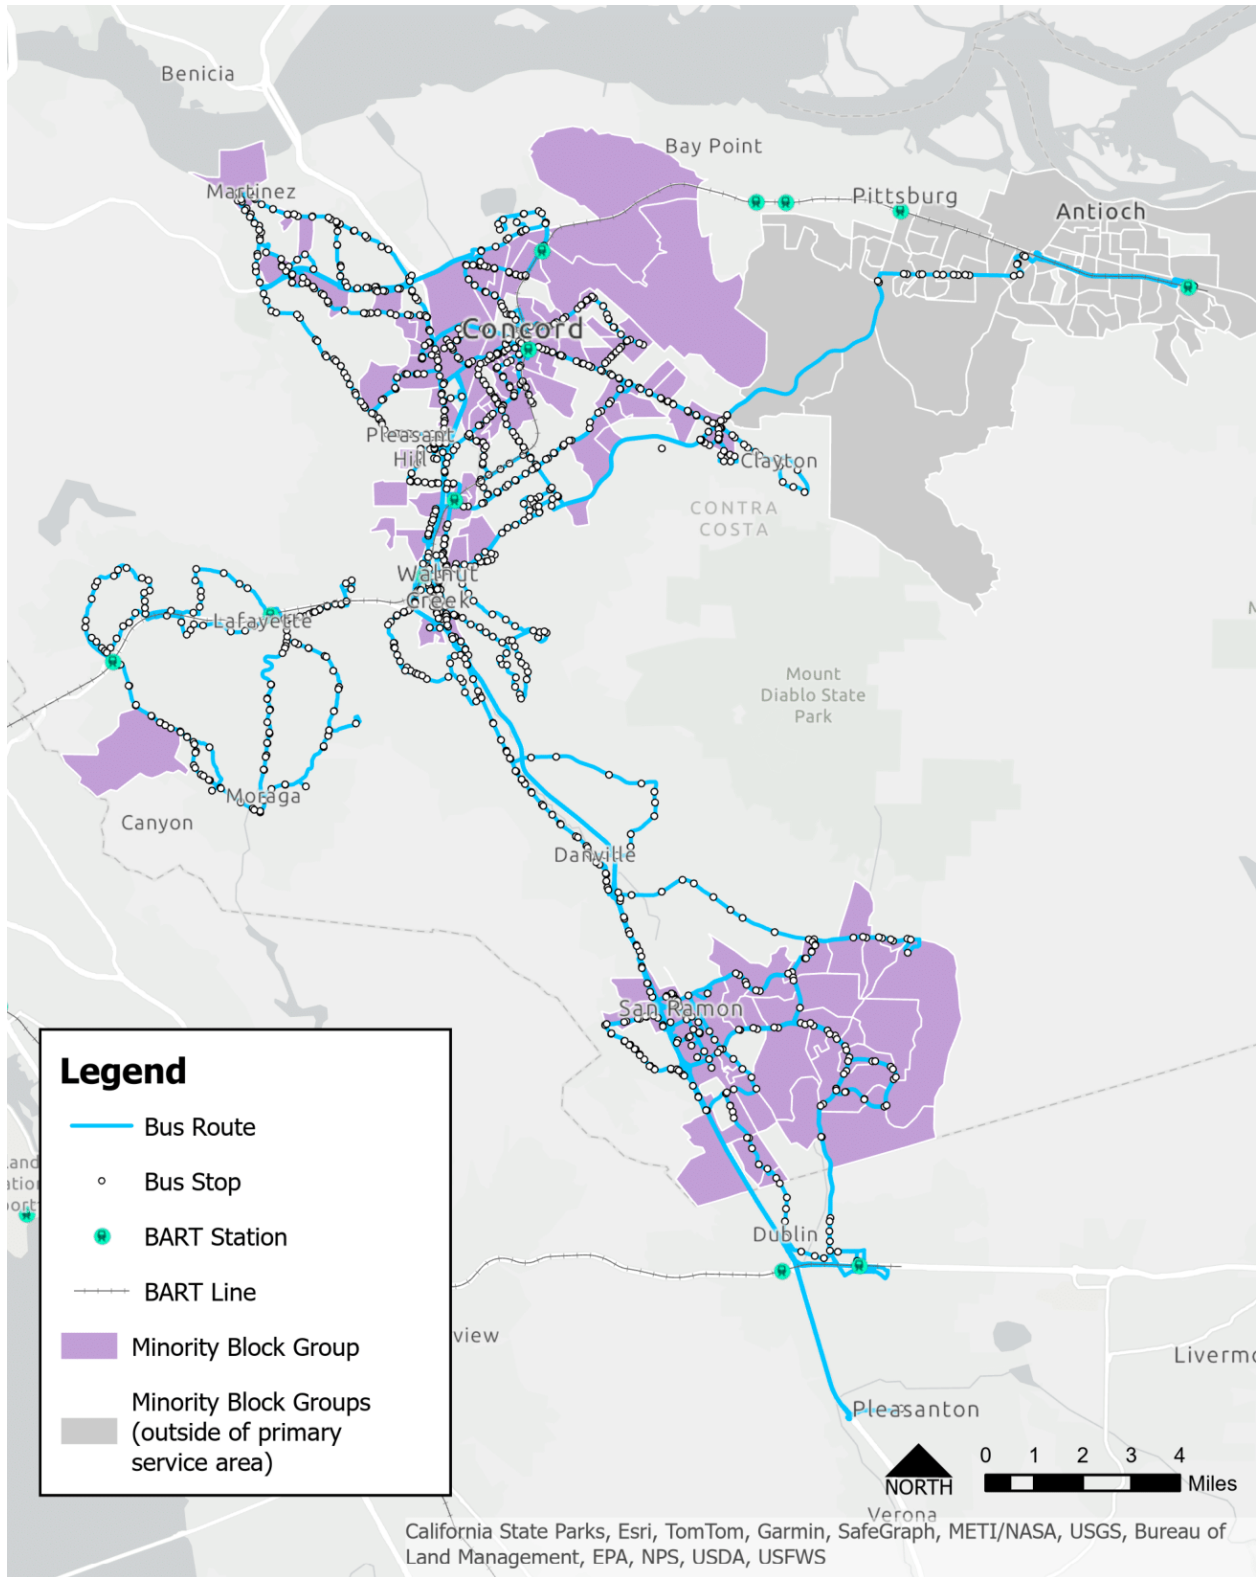 Benicia
Bay Point
Martinez
Pittsburg
Antioch
Concord
Pleasant
Hill
Clayton
CONTRA
COSTA
Walnut
Creek
Lafayette
Mount
Diablo State
Park
Moraga
Canyon
Danville
San Ramon
Legend
Bus Route
Bus Stop
BART Station
BART Line
Minority Block Group
Minority Block Groups
(outside of primary
service area)
Dublin
view
Livermo
Pleasanton
NORTH
0 1 2 3 4
Miles
Verona
California State Parks, Esri, TomTom, Garmin, SafeGraph, METI/NASA, USGS, Bureau of
Land Management, EPA, NPS, USDA, USFWS